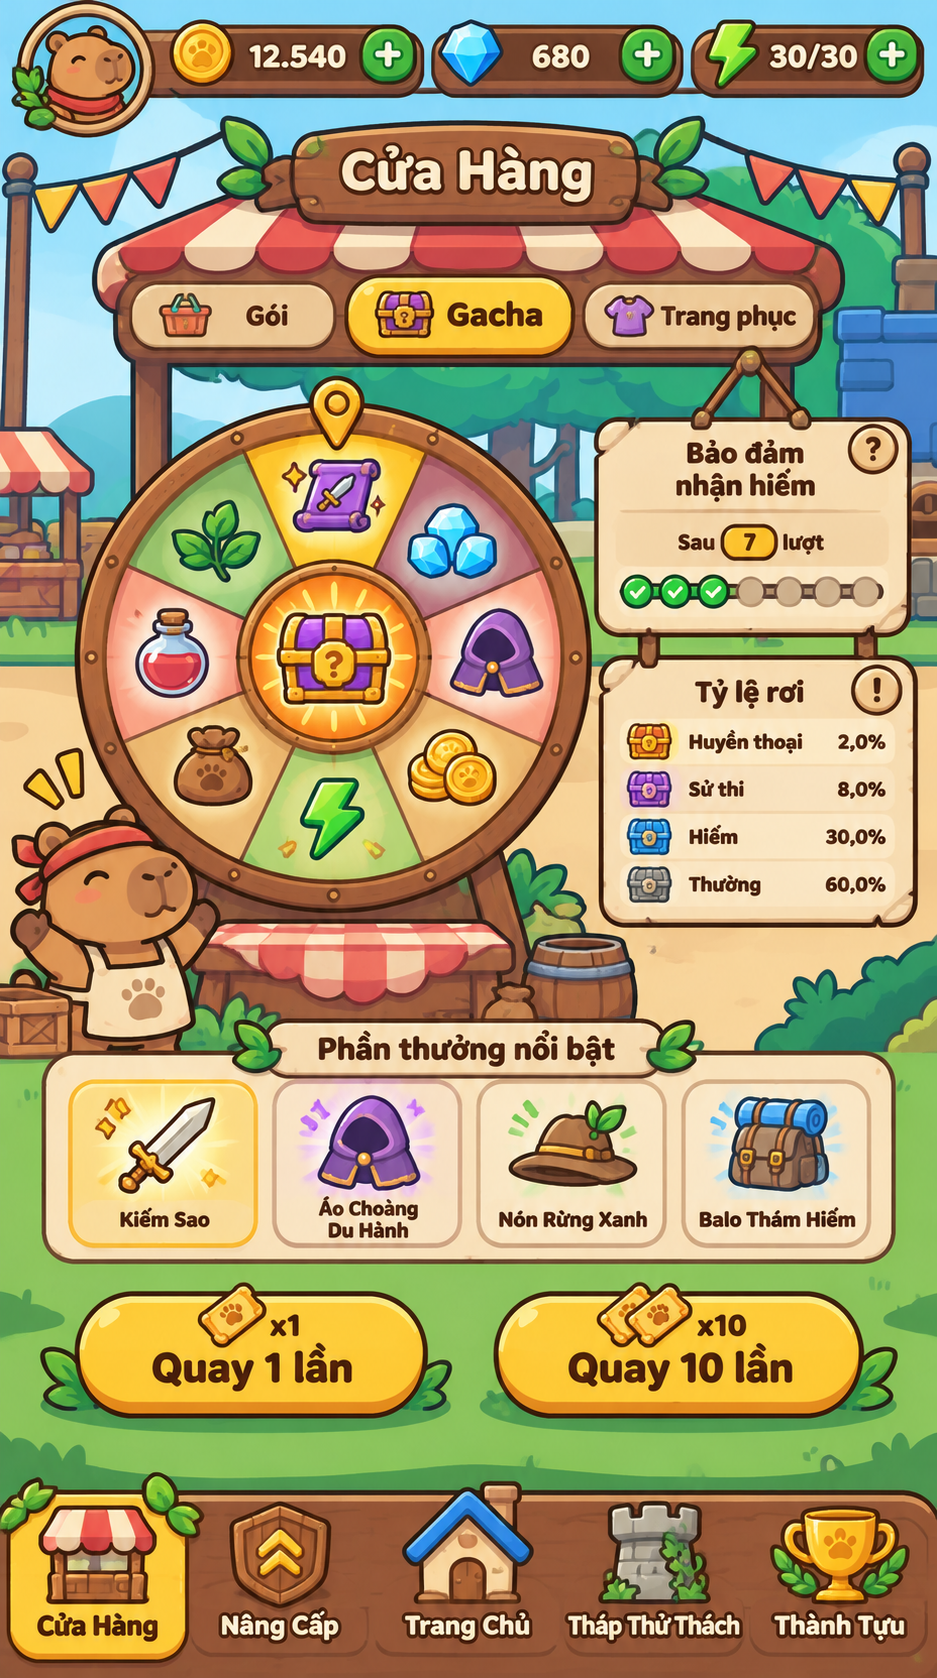 12.540
680
30/30
Cửa Hàng
Gói
Gacha
Trang phục
Bảo đảm
nhận hiếm
?
Sau 7 lượt
Tỷ lệ rơi
!
Huyền thoại 2,0%
Sử thi 8,0%
Hiếm 30,0%
Thường 60,0%
Phần thưởng nổi bật
Kiếm Sao
Áo Choàng
Du Hành
Nón Rừng Xanh
Balo Thám Hiểm
x1
Quay 1 lần
x10
Quay 10 lần
Cửa Hàng
Nâng Cấp
Trang Chủ
Tháp Thử Thách
Thành Tựu